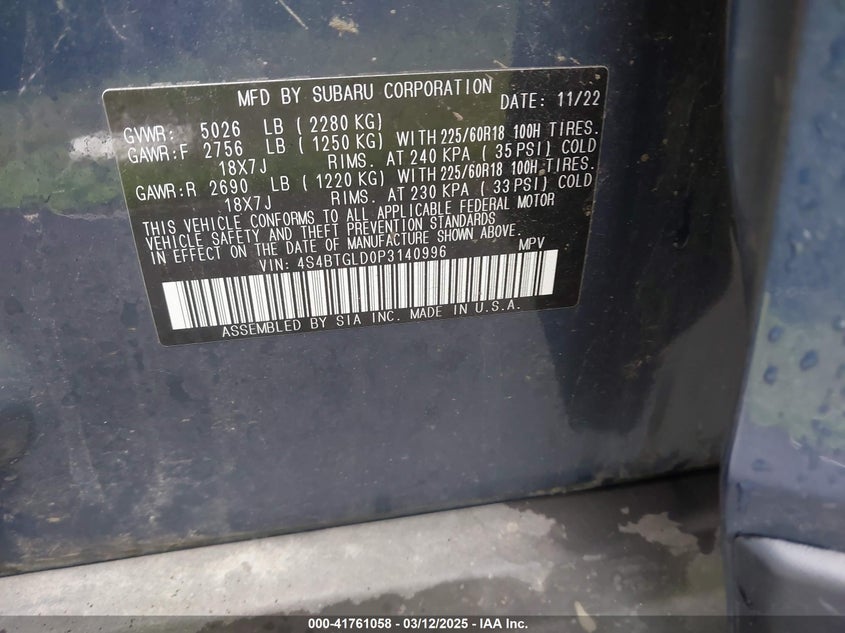 MFD BY SUBARU CORPORATION DATE: 11/22
GVWR: 5026 LB ( 2280 KG)
GAWR:F 2756 LB ( 1250 KG) WITH 225/60R18 100H TIRES.
18X7J RIMS. AT 240 KPA ( 35 PSI) COLD
GAWR:R 2690 LB ( 1220 KG) WITH 225/60R18 100H TIRES.
18X7J RIMS. AT 230 KPA ( 33 PSI) COLD
THIS VEHICLE CONFORMS TO ALL APPLICABLE FEDERAL MOTOR
VEHICLE SAFETY AND THEFT PREVENTION STANDARDS
IN EFFECT ON THE DATE OF MANUFACTURE SHOWN ABOVE.
VIN: 4S4BTGLD0P3140996 MPV
ASSEMBLED BY SIA INC. MADE IN U.S.A.
000-41761058 - 03/12/2025 - IAA Inc.